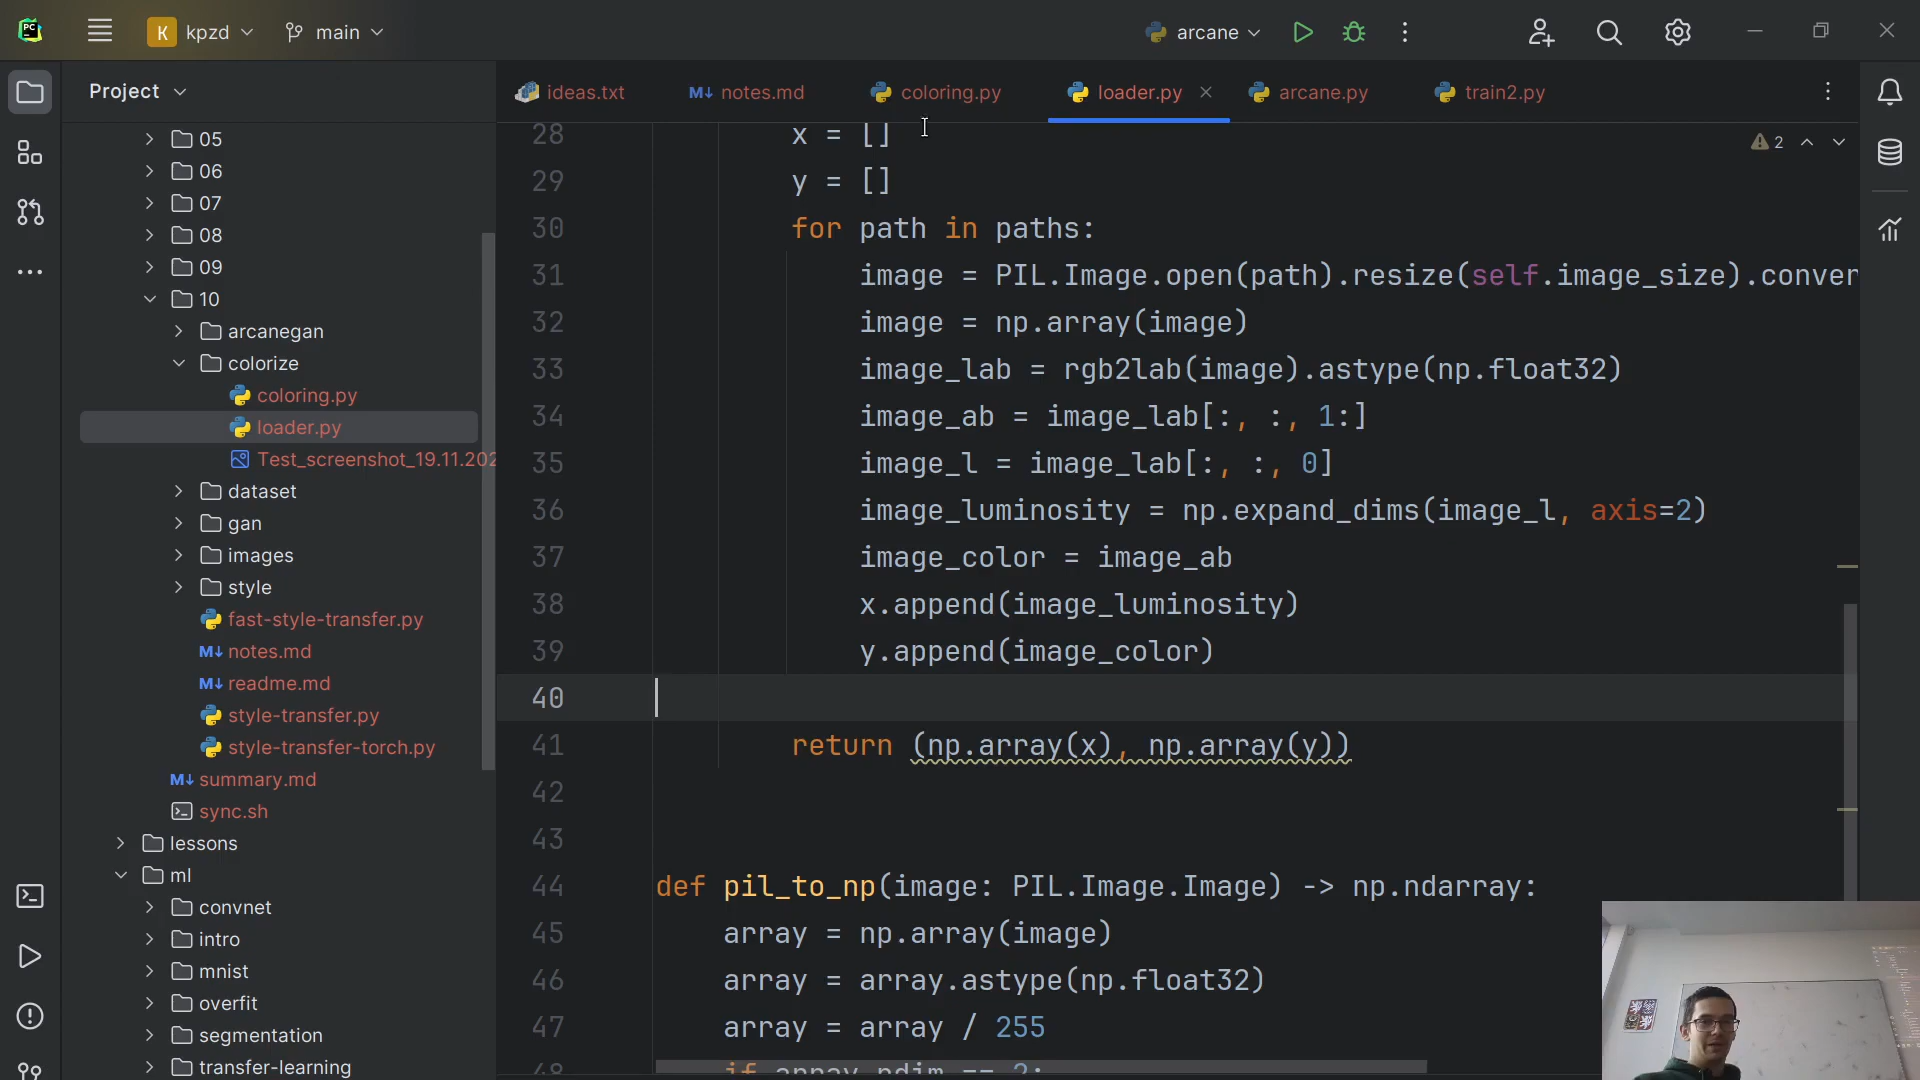 PC
K kpzd
main
arcane
Project
ideas.txt
M↓ notes.md
coloring.py
loader.py
arcane.py
train2.py
05
06
07
08
09
10
arcanegan
colorize
coloring.py
loader.py
Test_screenshot_19.11.202
dataset
gan
images
style
fast-style-transfer.py
M↓ notes.md
M↓ readme.md
style-transfer.py
style-transfer-torch.py
M↓ summary.md
sync.sh
lessons
ml
convnet
intro
mnist
overfit
segmentation
transfer-learning
2
28 x = []
29 y = []
30 for path in paths:
31 image = PIL.Image.open(path).resize(self.image_size).conver
32 image = np.array(image)
33 image_lab = rgb2lab(image).astype(np.float32)
34 image_ab = image_lab[:, :, 1:]
35 image_l = image_lab[:, :, 0]
36 image_luminosity = np.expand_dims(image_l, axis=2)
37 image_color = image_ab
38 x.append(image_luminosity)
39 y.append(image_color)
40
41 return (np.array(x), np.array(y))
42
43
44 def pil_to_np(image: PIL.Image.Image) -> np.ndarray:
45 array = np.array(image)
46 array = array.astype(np.float32)
47 array = array / 255
48 if array.ndim == 2: